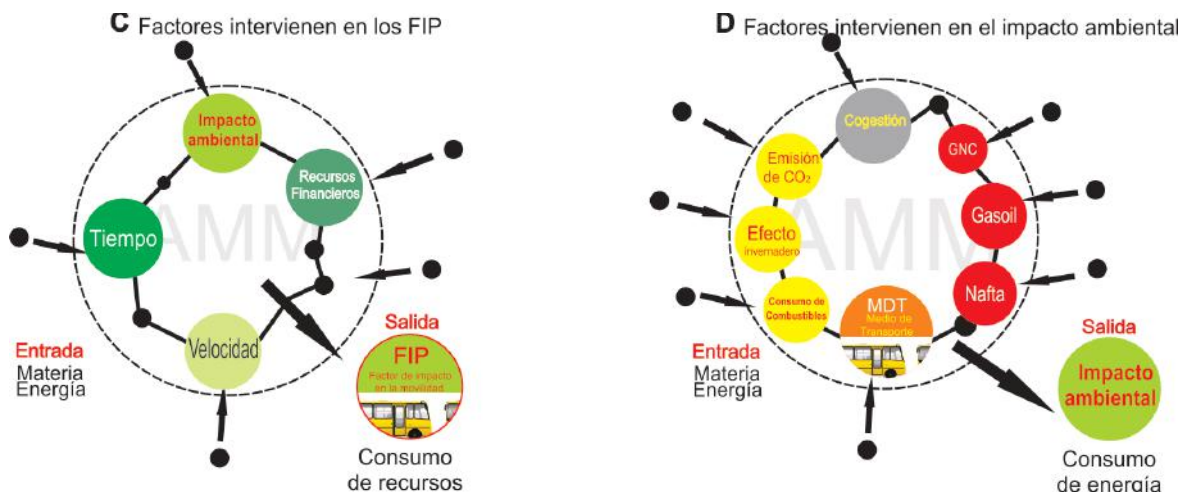 C Factores intervienen en los FIP
Impacto
ambiental
Recursos
Financieros
Tiempo
AMM
Velocidad
Entrada
Materia
Energía
Salida
FIP
Factor de impacto
en la movilidad
Consumo
de recursos
D Factores intervienen en el impacto ambiental
Cogestión
GNC
Emisión
de CO₂
Gasoil
Efecto
invernadero
AMM
Nafta
Consumo de
Combustibles
MDT
Medio de
Transporte
Entrada
Materia
Energía
Salida
Impacto
ambiental
Consumo
de energía